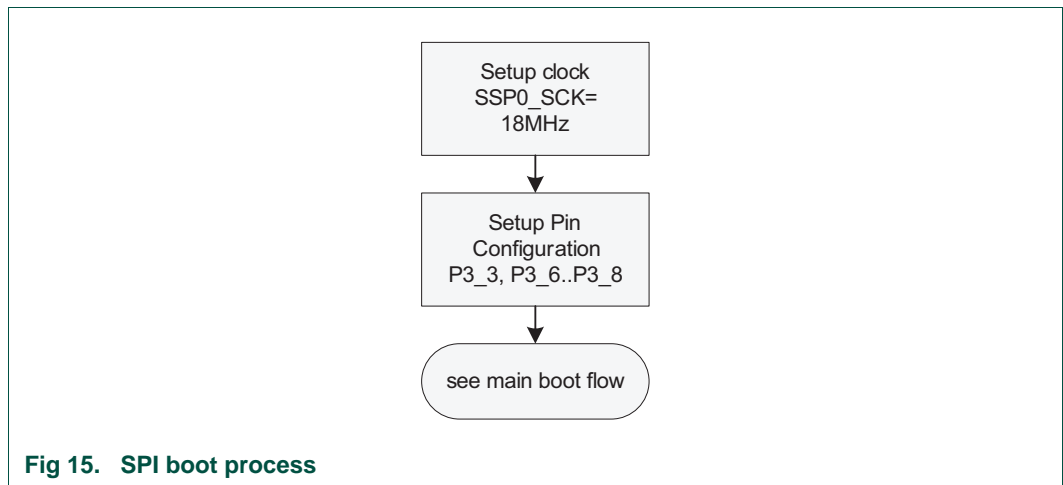 Setup clock
SSP0_SCK=
18MHz
Setup Pin
Configuration
P3_3, P3_6..P3_8
see main boot flow
Fig 15. SPI boot process